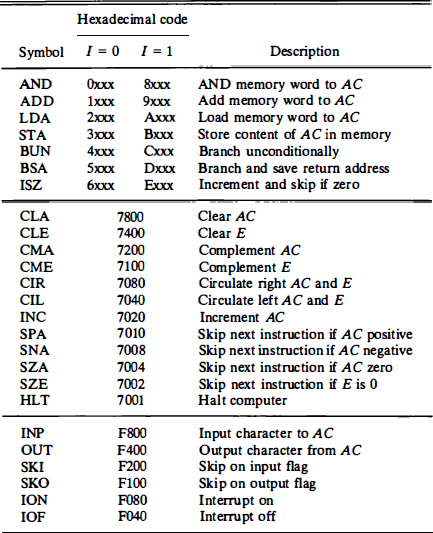 Hexadecimal code
Symbol I = 0 I = 1 Description
AND 0xxx 8xxx AND memory word to AC
ADD 1xxx 9xxx Add memory word to AC
LDA 2xxx Axxx Load memory word to AC
STA 3xxx Bxxx Store content of AC in memory
BUN 4xxx Cxxx Branch unconditionally
BSA 5xxx Dxxx Branch and save return address
ISZ 6xxx Exxx Increment and skip if zero
CLA 7800 Clear AC
CLE 7400 Clear E
CMA 7200 Complement AC
CME 7100 Complement E
CIR 7080 Circulate right AC and E
CIL 7040 Circulate left AC and E
INC 7020 Increment AC
SPA 7010 Skip next instruction if AC positive
SNA 7008 Skip next instruction if AC negative
SZA 7004 Skip next instruction if AC zero
SZE 7002 Skip next instruction if E is 0
HLT 7001 Halt computer
INP F800 Input character to AC
OUT F400 Output character from AC
SKI F200 Skip on input flag
SKO F100 Skip on output flag
ION F080 Interrupt on
IOF F040 Interrupt off